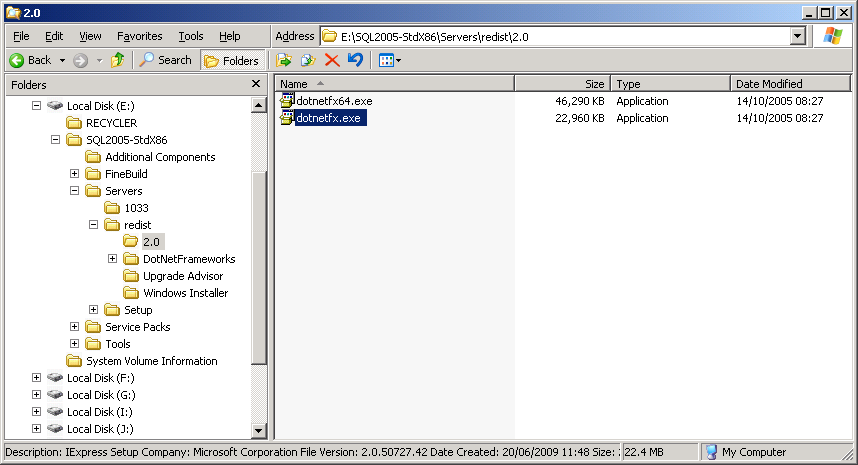 2.0
File Edit View Favorites Tools Help Address E:\SQL2005-StdX86\Servers\redist\2.0
Back Search Folders
Folders
Local Disk (E:)
RECYCLER
SQL2005-StdX86
Additional Components
FineBuild
Servers
1033
redist
2.0
DotNetFrameworks
Upgrade Advisor
Windows Installer
Setup
Service Packs
Tools
System Volume Information
Local Disk (F:)
Local Disk (G:)
Local Disk (I:)
Local Disk (J:)
Name Size Type Date Modified
dotnetfx64.exe 46,290 KB Application 14/10/2005 08:27
dotnetfx.exe 22,960 KB Application 14/10/2005 08:27
Description: IExpress Setup Company: Microsoft Corporation File Version: 2.0.50727.42 Date Created: 20/06/2009 11:48 Size: 22.4 MB My Computer